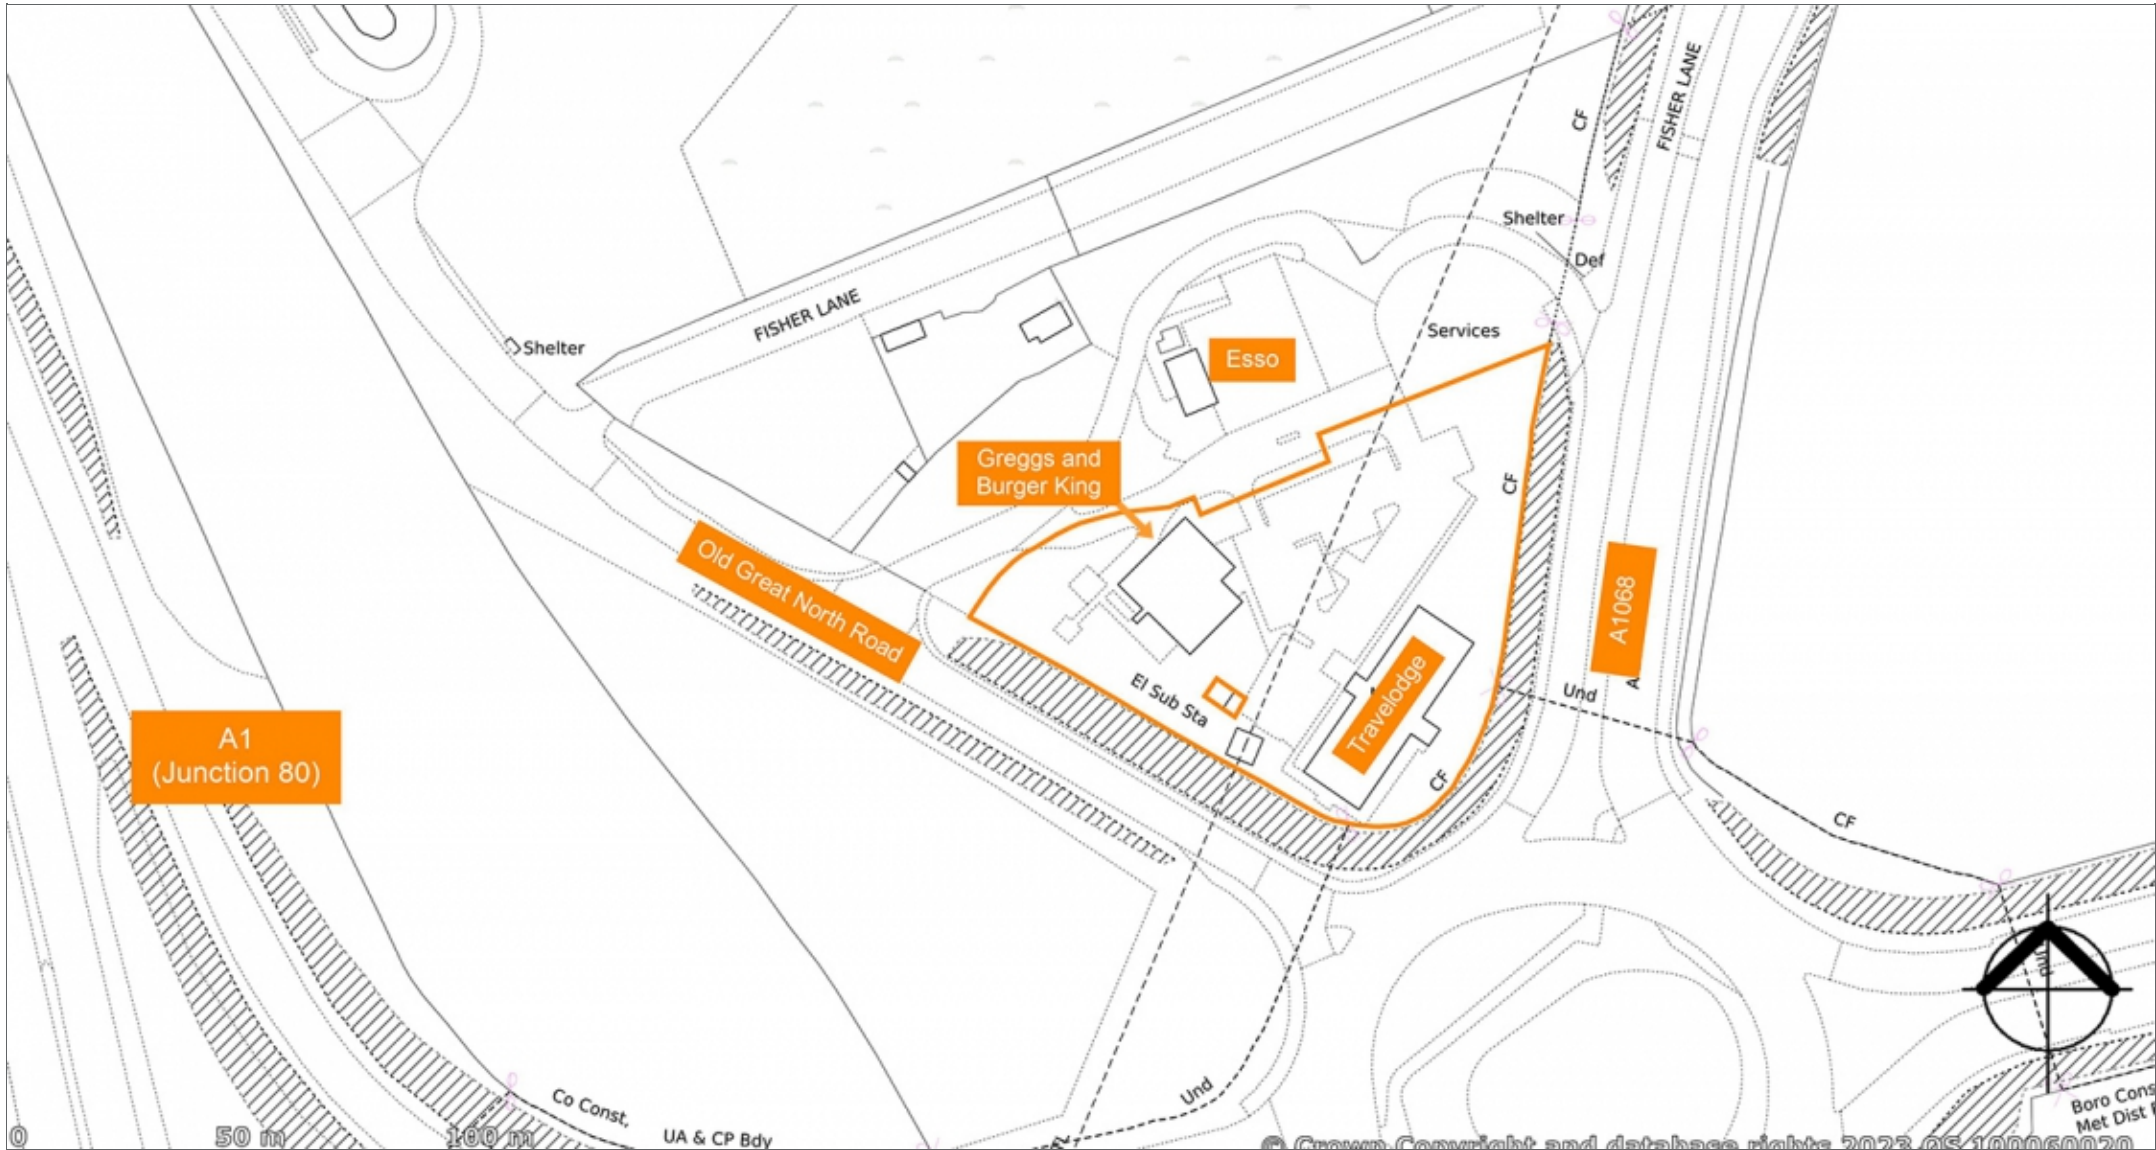 FISHER LANE
CF
Shelter
Def
FISHER LANE
Services
Shelter
Esso
Greggs and
Burger King
CF
Old Great North Road
A1068
El Sub Sta
Travelodge
Und
A1
(Junction 80)
CF
CF
Und
Und
Co Const,
UA & CP Bdy
Boro Cons
Met Dist
0 50 m 100 m
© Crown Copyright and database rights 2023 OS 100060020